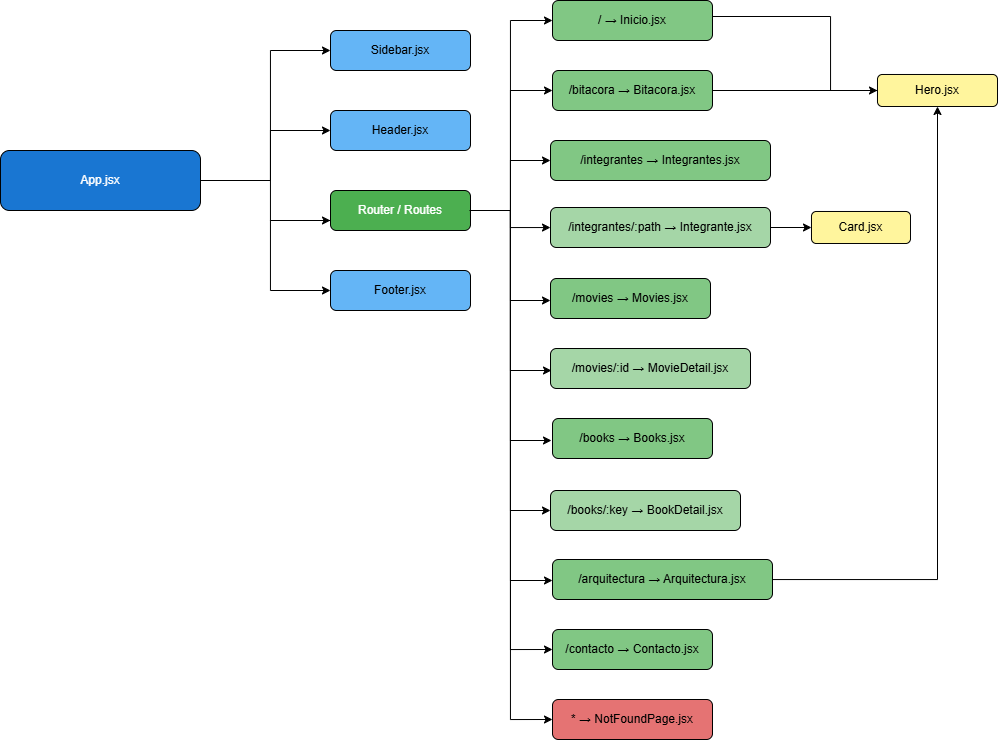 App.jsx
Sidebar.jsx
Header.jsx
Router / Routes
Footer.jsx
/ → Inicio.jsx
/bitacora → Bitacora.jsx
/integrantes → Integrantes.jsx
/integrantes/:path → Integrante.jsx
/movies → Movies.jsx
/movies/:id → MovieDetail.jsx
/books → Books.jsx
/books/:key → BookDetail.jsx
/arquitectura → Arquitectura.jsx
/contacto → Contacto.jsx
* → NotFoundPage.jsx
Hero.jsx
Card.jsx